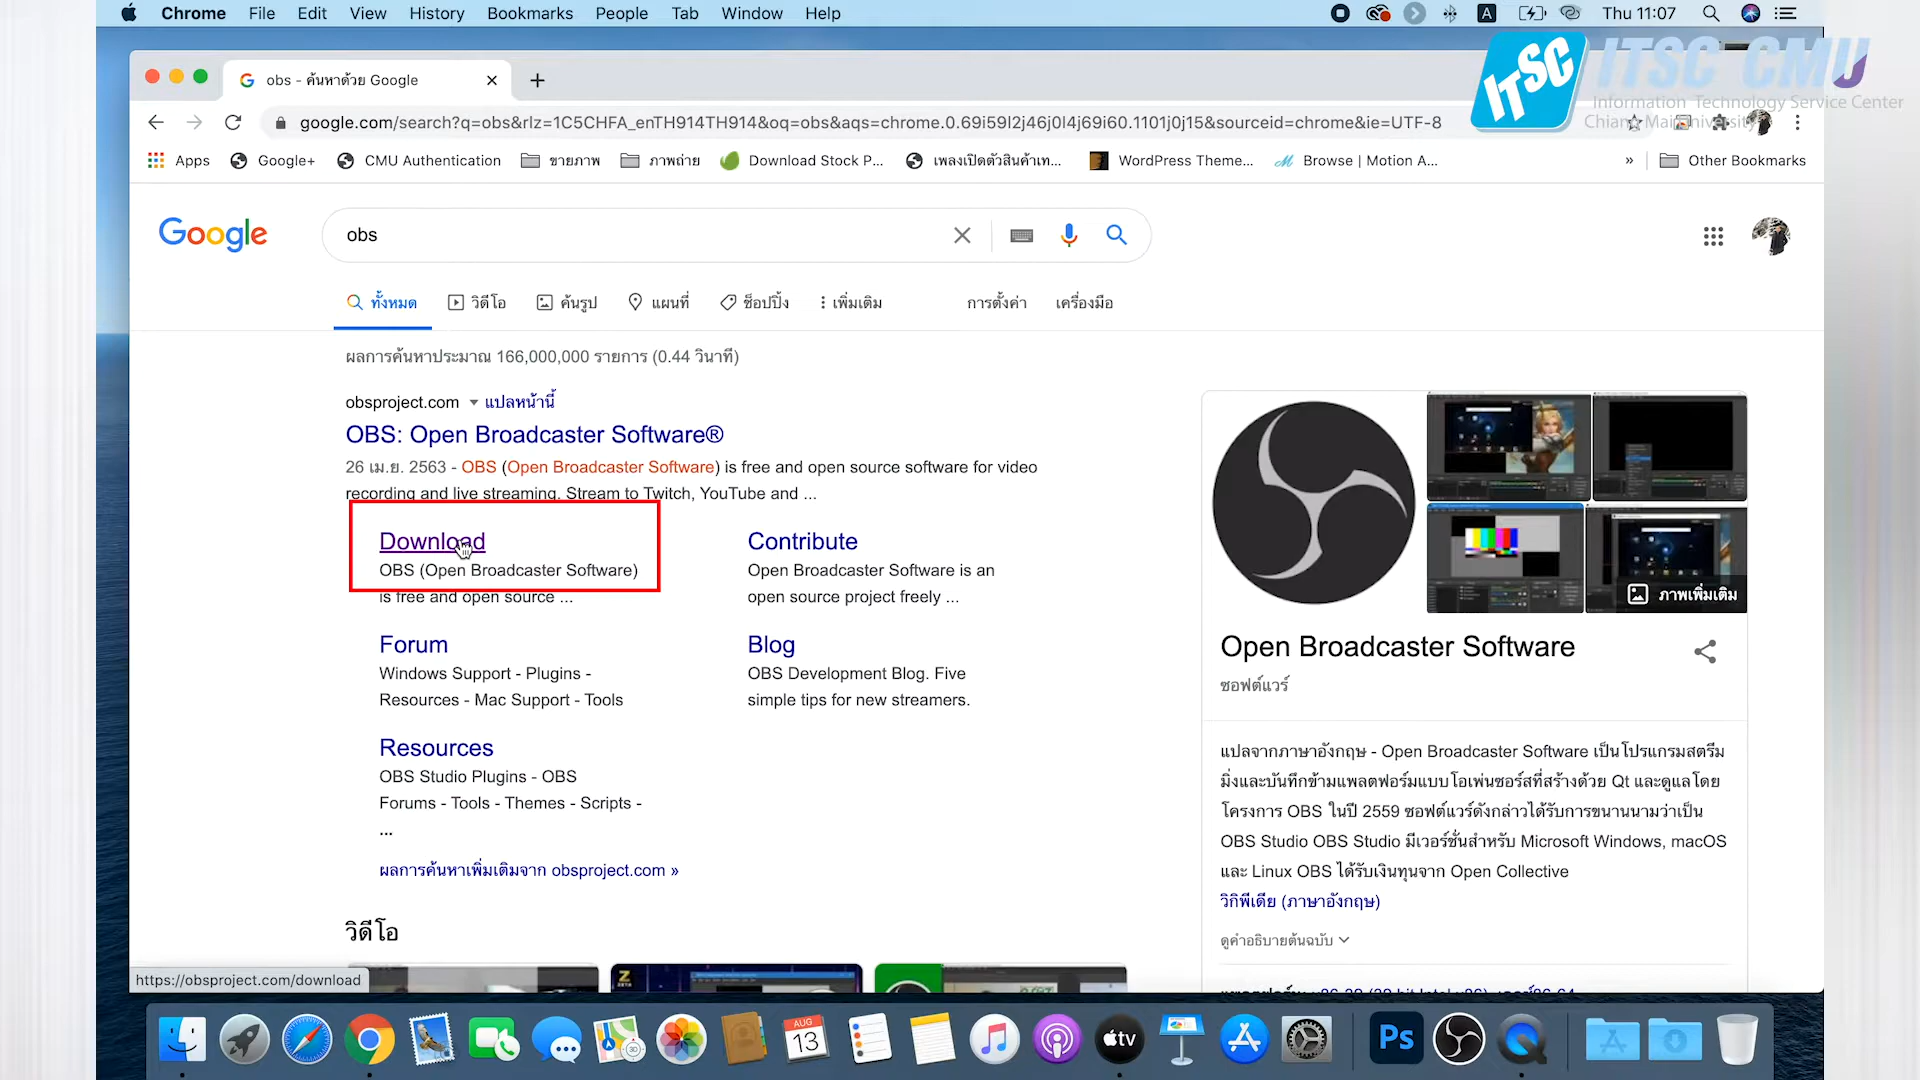 Chrome File Edit View History Bookmarks People Tab Window Help
A Thu 11:07
ITSC
ITSC CMU
Information Technology Service Center
Chiang Mai University
obs - ค้นหาด้วย Google
google.com/search?q=obs&rlz=1C5CHFA_enTH914TH914&oq=obs&aqs=chrome.0.69i59l2j46j0l4j69i60.1101j0j15&sourceid=chrome&ie=UTF-8
Apps Google+ CMU Authentication ขายภาพ ภาพถ่าย Download Stock P... เพลงเปิดตัวสินค้าเท... WordPress Theme... Browse | Motion A... » Other Bookmarks
Google
obs
ทั้งหมด วิดีโอ ค้นรูป แผนที่ ช็อปปิ้ง เพิ่มเติม การตั้งค่า เครื่องมือ
ผลการค้นหาประมาณ 166,000,000 รายการ (0.44 วินาที)
obsproject.com แปลหน้านี้
OBS: Open Broadcaster Software®
26 เม.ย. 2563 - OBS (Open Broadcaster Software) is free and open source software for video
recording and live streaming. Stream to Twitch, YouTube and ...
Download
OBS (Open Broadcaster Software)
is free and open source ...
Contribute
Open Broadcaster Software is an
open source project freely ...
Forum
Windows Support - Plugins -
Resources - Mac Support - Tools
Blog
OBS Development Blog. Five
simple tips for new streamers.
Resources
OBS Studio Plugins - OBS
Forums - Tools - Themes - Scripts -
...
ผลการค้นหาเพิ่มเติมจาก obsproject.com »
วิดีโอ
ภาพเพิ่มเติม
Open Broadcaster Software
ซอฟต์แวร์
แปลจากภาษาอังกฤษ - Open Broadcaster Software เป็นโปรแกรมสตรีม
มิ่งและบันทึกข้ามแพลตฟอร์มแบบโอเพ่นซอร์สที่สร้างด้วย Qt และดูแลโดย
โครงการ OBS ในปี 2559 ซอฟต์แวร์ดังกล่าวได้รับการขนานนามว่าเป็น
OBS Studio OBS Studio มีเวอร์ชั่นสำหรับ Microsoft Windows, macOS
และ Linux OBS ได้รับเงินทุนจาก Open Collective
วิกิพีเดีย (ภาษาอังกฤษ)
ดูคำอธิบายต้นฉบับ
https://obsproject.com/download
AUG
13
tv
Ps